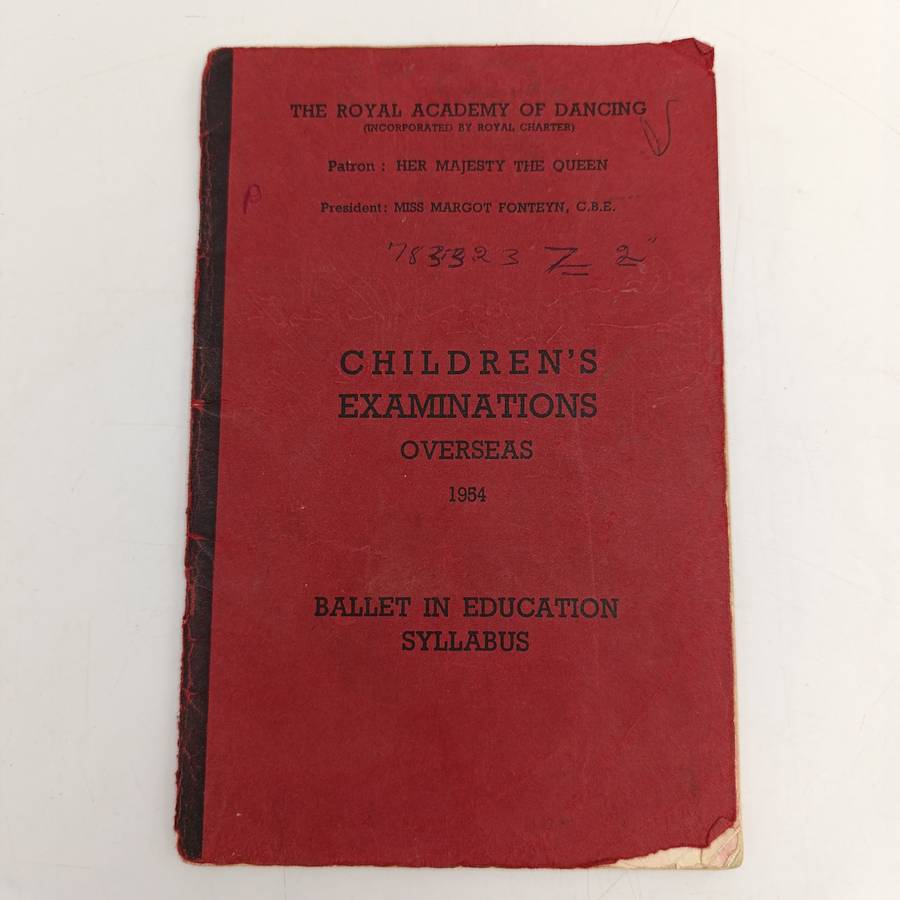 THE ROYAL ACADEMY OF DANCING
(INCORPORATED BY ROYAL CHARTER)
Patron : HER MAJESTY THE QUEEN
President: MISS MARGOT FONTEYN, C.B.E.
CHILDREN'S
EXAMINATIONS
OVERSEAS
1954
BALLET IN EDUCATION
SYLLABUS